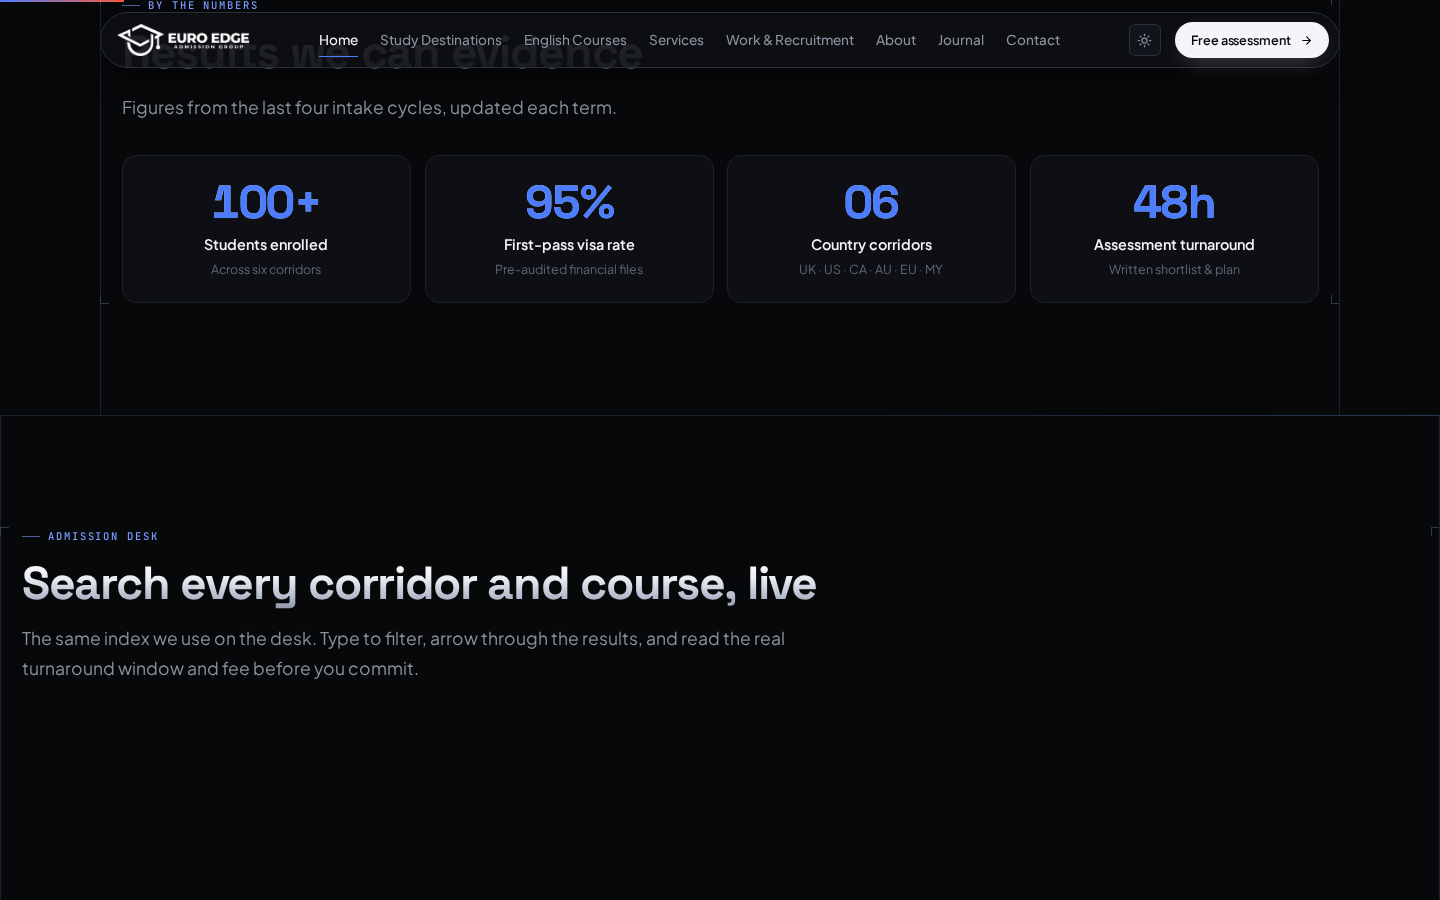 BY THE NUMBERS
EURO EDGE
ADMISSION GROUP
Home
Study Destinations
English Courses
Services
Work & Recruitment
About
Journal
Contact
Free assessment
Results we can evidence
Figures from the last four intake cycles, updated each term.
100+
Students enrolled
Across six corridors
95%
First-pass visa rate
Pre-audited financial files
06
Country corridors
UK · US · CA · AU · EU · MY
48h
Assessment turnaround
Written shortlist & plan
ADMISSION DESK
Search every corridor and course, live
The same index we use on the desk. Type to filter, arrow through the results, and read the real
turnaround window and fee before you commit.